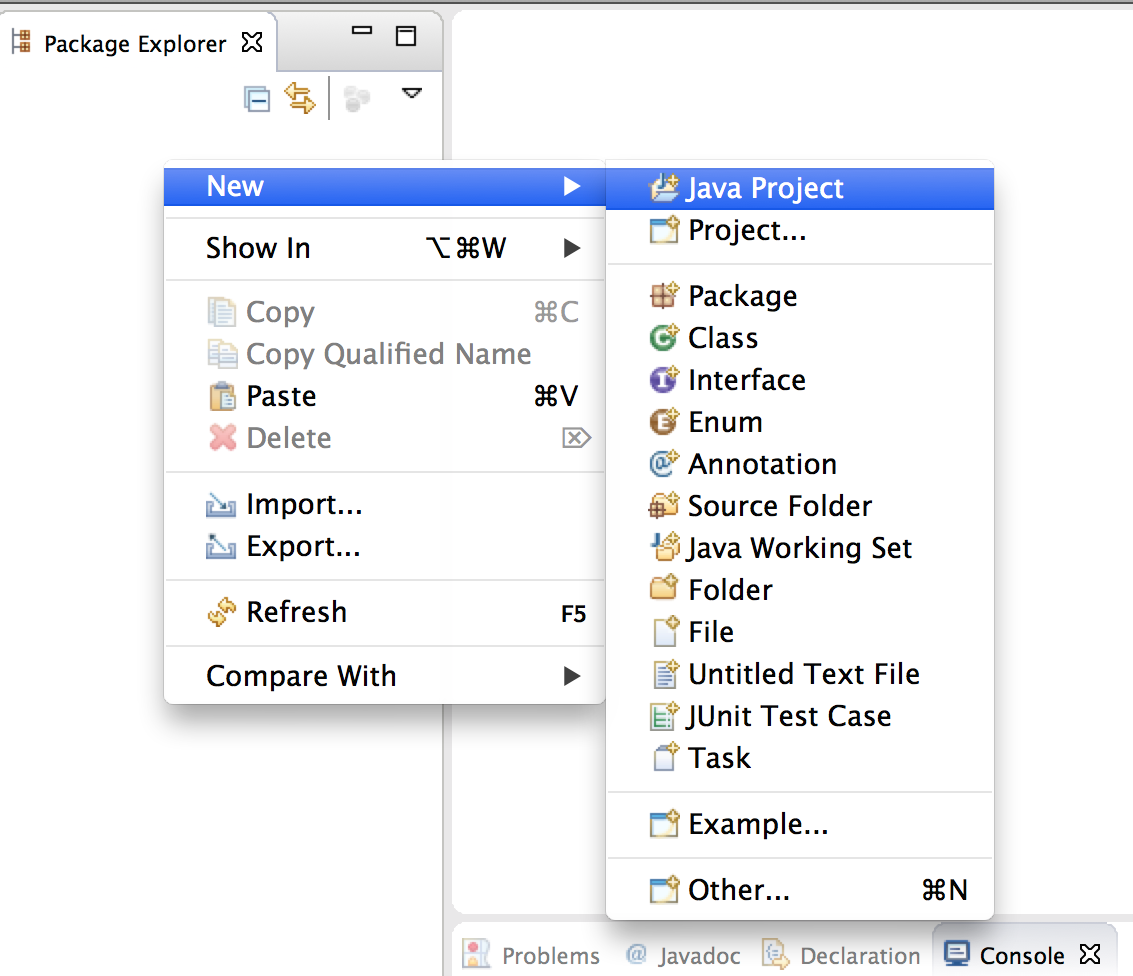 Package Explorer
New
Show In ⌥⌘W
Copy ⌘C
Copy Qualified Name
Paste ⌘V
Delete ⌦
Import...
Export...
Refresh F5
Compare With
Java Project
Project...
Package
Class
Interface
Enum
Annotation
Source Folder
Java Working Set
Folder
File
Untitled Text File
JUnit Test Case
Task
Example...
Other... ⌘N
Problems @ Javadoc Declaration Console